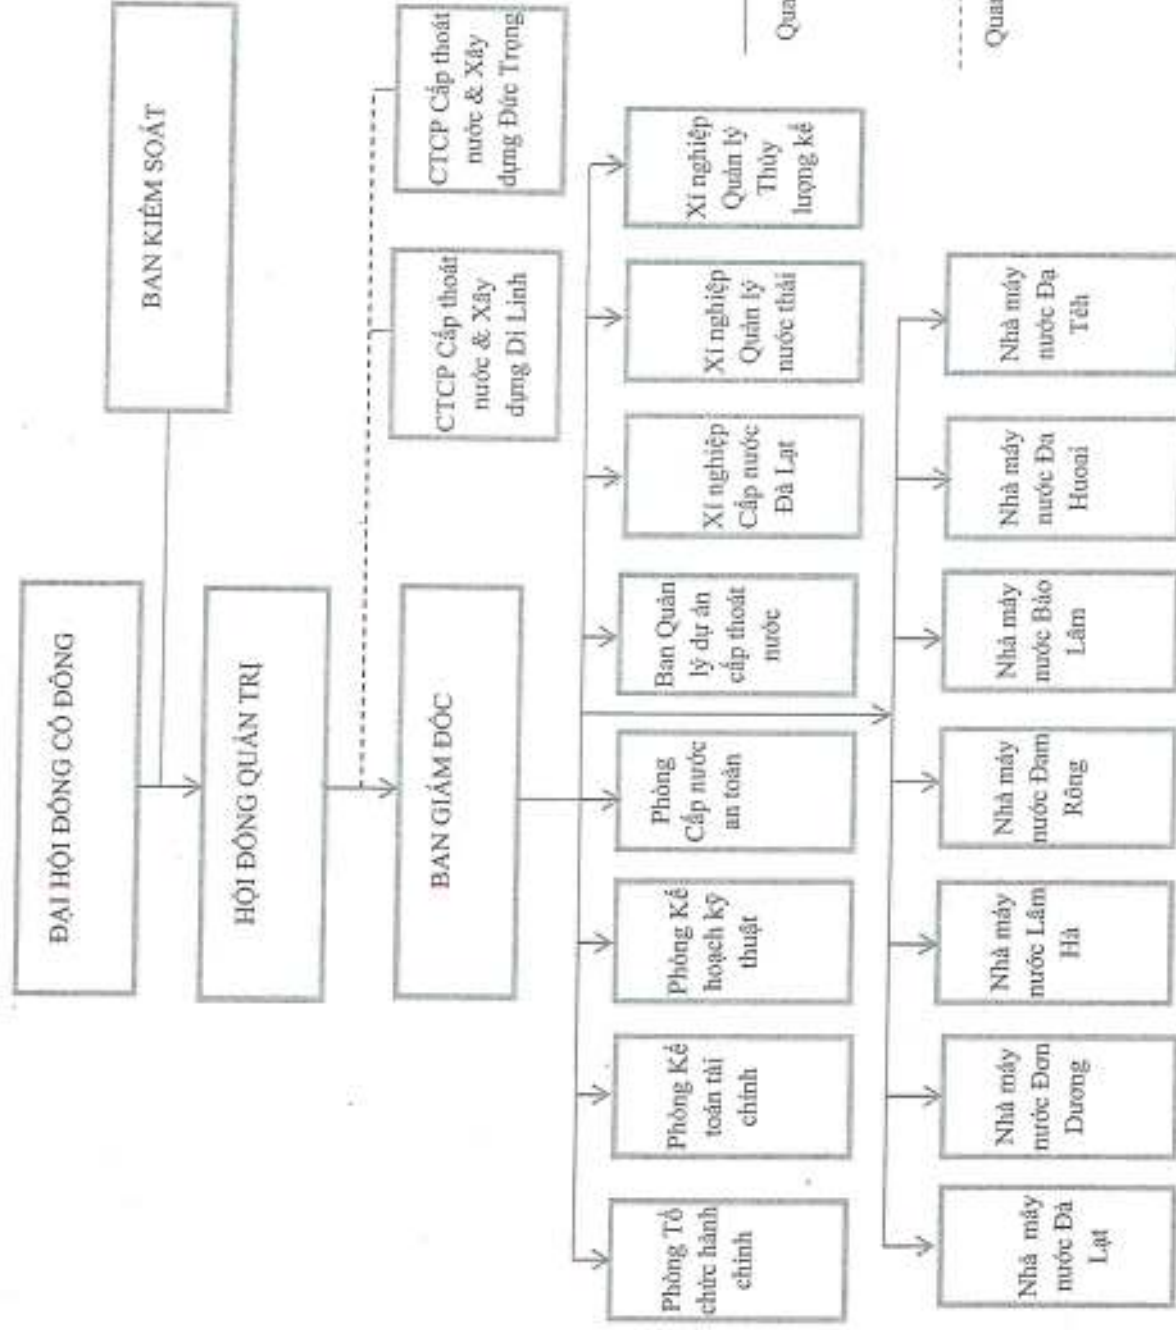 ĐẠI HỘI ĐỒNG CỔ ĐÔNG
BAN KIỂM SOÁT
HỘI ĐỒNG QUẢN TRỊ
BAN GIÁM ĐỐC
CTCP Cấp thoát
nước & Xây
dựng Di Linh
CTCP Cấp thoát
nước & Xây
dựng Đức Trọng
Phòng Tổ
chức hành
chính
Phòng Kế
toán tài
chính
Phòng Kế
hoạch kỹ
thuật
Phòng
Cấp nước
an toàn
Ban Quản
lý dự án
cấp thoát
nước
Xí nghiệp
Cấp nước
Đà Lạt
Xí nghiệp
Quản lý
nước thải
Xí nghiệp
Quản lý
Thủy
lượng kế
Nhà máy
nước Đà
Lạt
Nhà máy
nước Đơn
Dương
Nhà máy
nước Lâm
Hà
Nhà máy
nước Đam
Rông
Nhà máy
nước Bảo
Lâm
Nhà máy
nước Đạ
Huoai
Nhà máy
nước Đạ
Tẻh